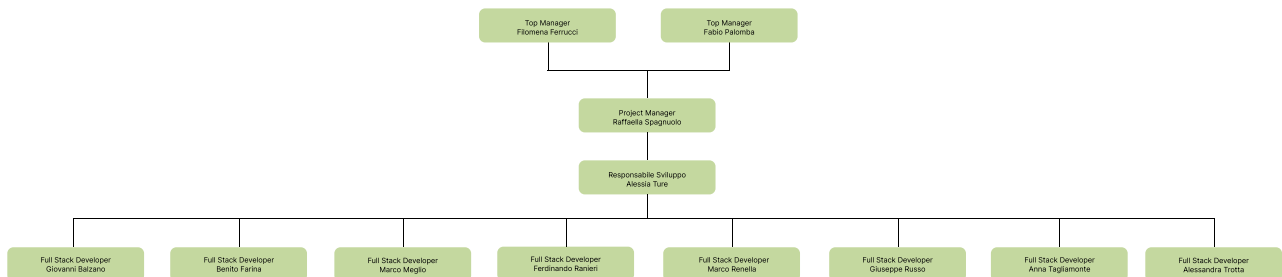 Top Manager
Filomena Ferrucci
Top Manager
Fabio Palomba
Project Manager
Raffaella Spagnuolo
Responsabile Sviluppo
Alessia Ture
Full Stack Developer
Giovanni Balzano
Full Stack Developer
Benito Farina
Full Stack Developer
Marco Meglio
Full Stack Developer
Ferdinando Ranieri
Full Stack Developer
Marco Renella
Full Stack Developer
Giuseppe Russo
Full Stack Developer
Anna Tagliamonte
Full Stack Developer
Alessandra Trotta